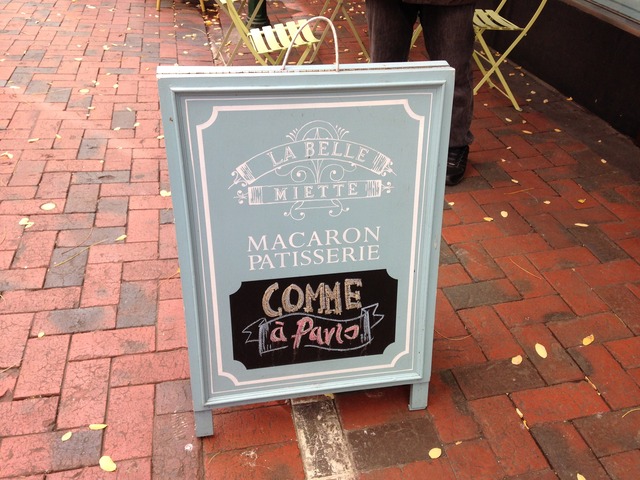 LA BELLE
MIETTE
MACARON
PATISSERIE
COMME
à Paris